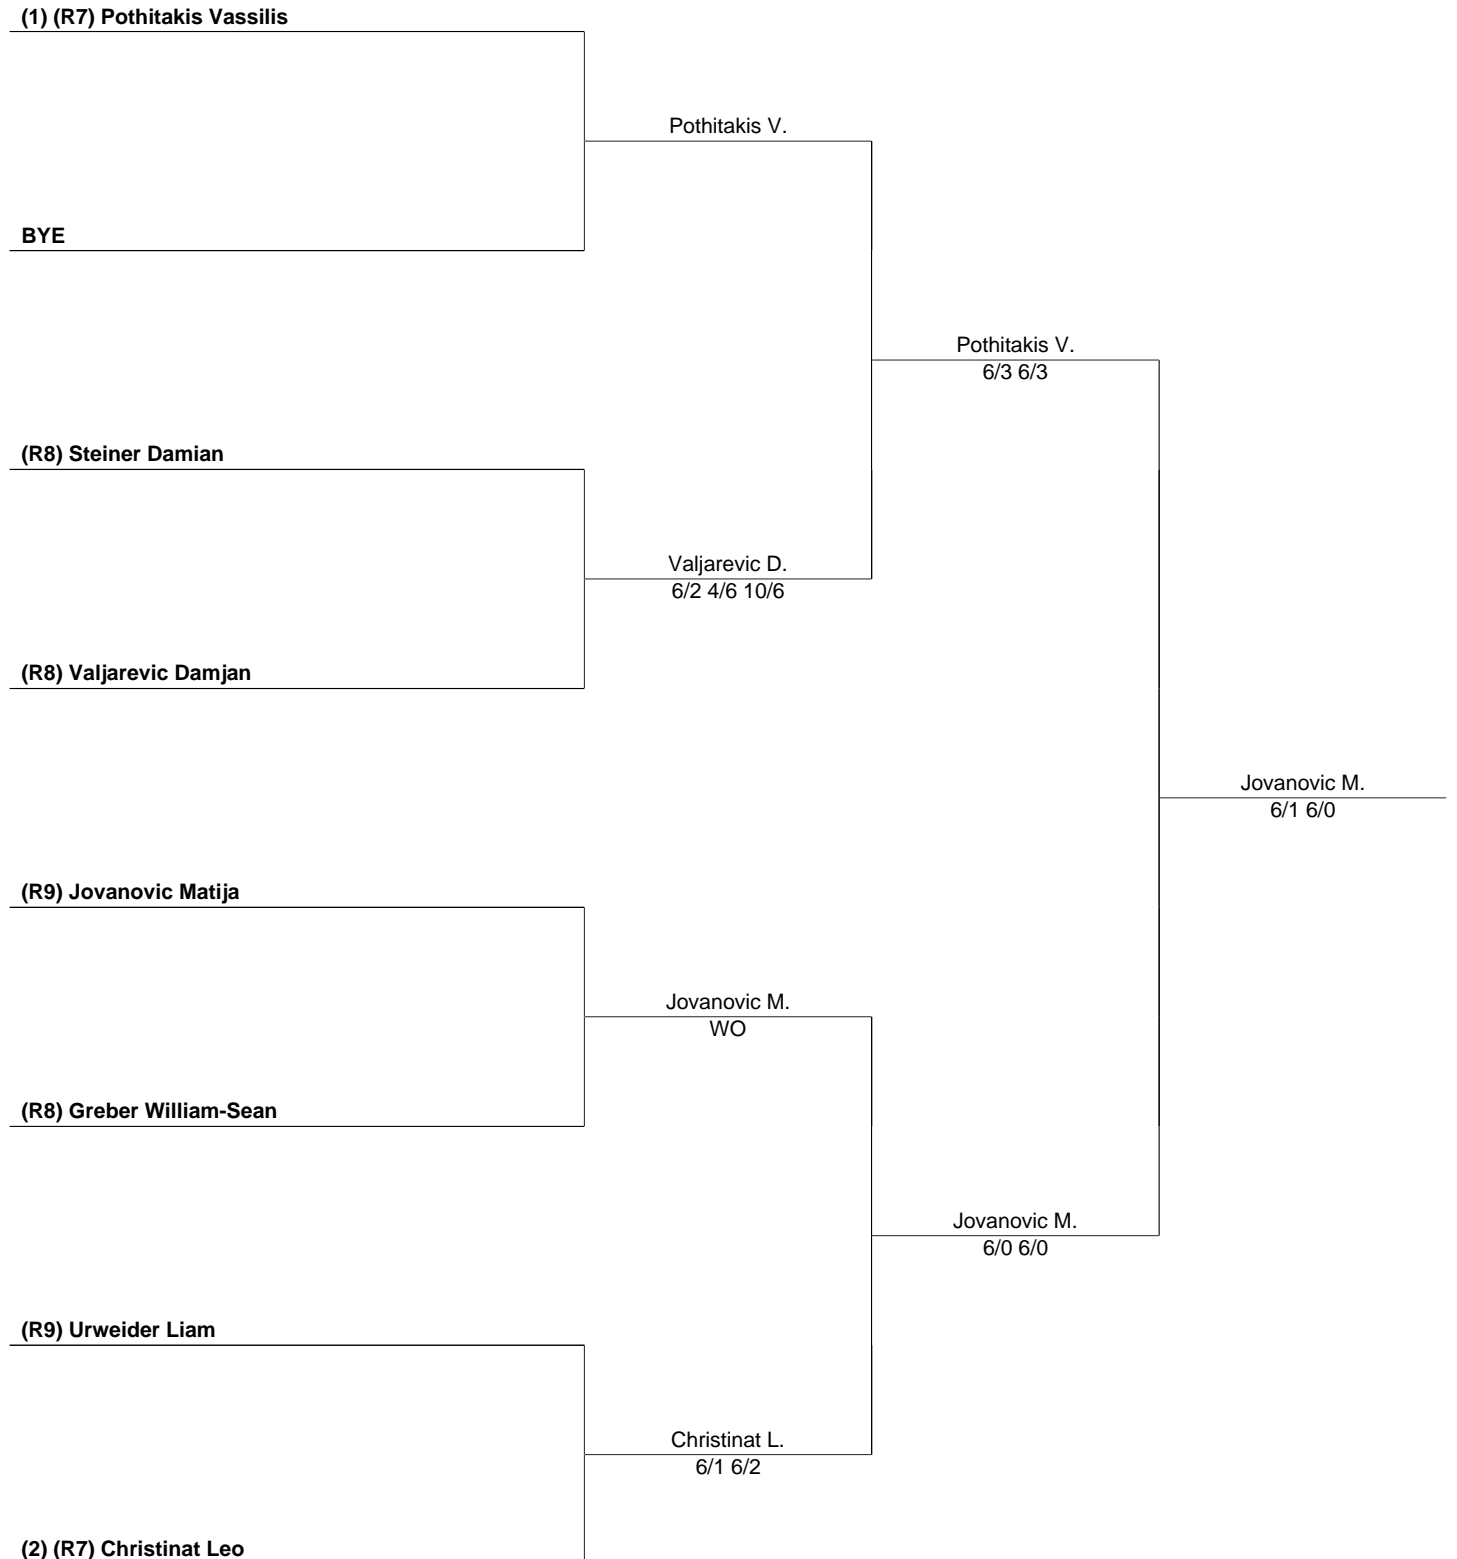 (1) (R7) Pothitakis Vassilis
Pothitakis V.
BYE
Pothitakis V.
6/3 6/3
(R8) Steiner Damian
Valjarevic D.
6/2 4/6 10/6
(R8) Valjarevic Damjan
Jovanovic M.
6/1 6/0
(R9) Jovanovic Matija
Jovanovic M.
WO
(R8) Greber William-Sean
Jovanovic M.
6/0 6/0
(R9) Urweider Liam
Christinat L.
6/1 6/2
(2) (R7) Christinat Leo